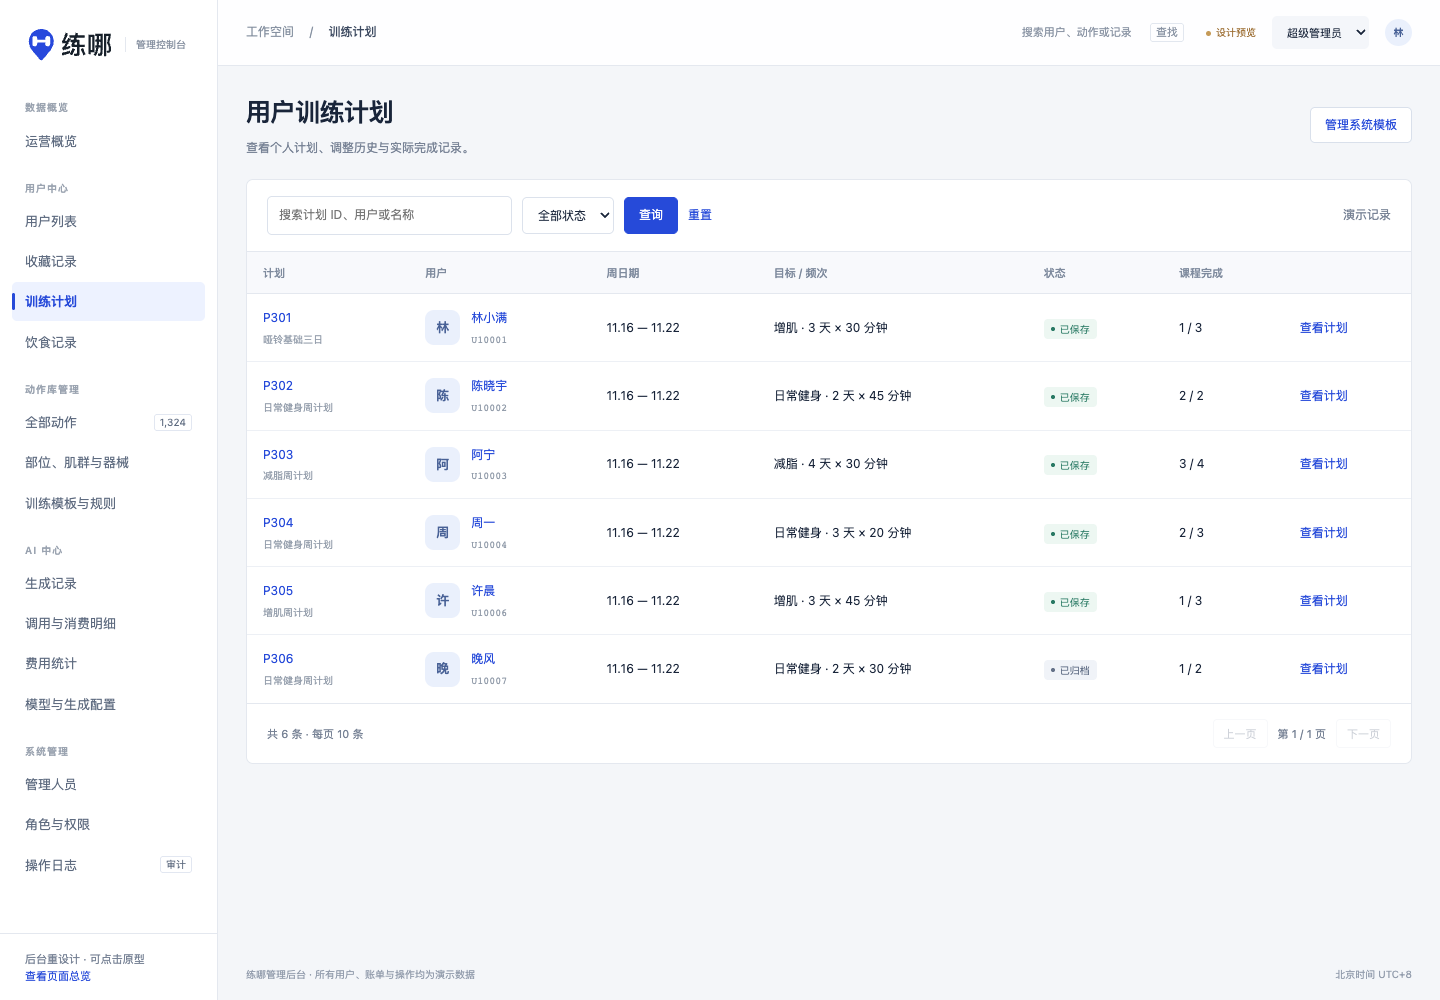 练哪 管理控制台
数据概览
运营概览
用户中心
用户列表
收藏记录
训练计划
饮食记录
动作库管理
全部动作 1,324
部位、肌群与器械
训练模板与规则
AI 中心
生成记录
调用与消费明细
费用统计
模型与生成配置
系统管理
管理人员
角色与权限
操作日志 审计
后台重设计 · 可点击原型
查看页面总览
工作空间 / 训练计划 搜索用户、动作或记录 查找 设计预览 超级管理员 林
用户训练计划
查看个人计划、调整历史与实际完成记录。
管理系统模板
搜索计划 ID、用户或名称 全部状态 查询 重置 演示记录
计划 用户 周日期 目标 / 频次 状态 课程完成
P301 林 林小满 11.16 — 11.22 增肌 · 3 天 × 30 分钟 已保存 1 / 3 查看计划
哑铃基础三日 U10001
P302 陈 陈晓宇 11.16 — 11.22 日常健身 · 2 天 × 45 分钟 已保存 2 / 2 查看计划
日常健身周计划 U10002
P303 阿 阿宁 11.16 — 11.22 减脂 · 4 天 × 30 分钟 已保存 3 / 4 查看计划
减脂周计划 U10003
P304 周 周一 11.16 — 11.22 日常健身 · 3 天 × 20 分钟 已保存 2 / 3 查看计划
日常健身周计划 U10004
P305 许 许晨 11.16 — 11.22 增肌 · 3 天 × 45 分钟 已保存 1 / 3 查看计划
增肌周计划 U10006
P306 晚 晚风 11.16 — 11.22 日常健身 · 2 天 × 30 分钟 已归档 1 / 2 查看计划
日常健身周计划 U10007
共 6 条 · 每页 10 条 上一页 第 1 / 1 页 下一页
练哪管理后台 · 所有用户、账单与操作均为演示数据 北京时间 UTC+8